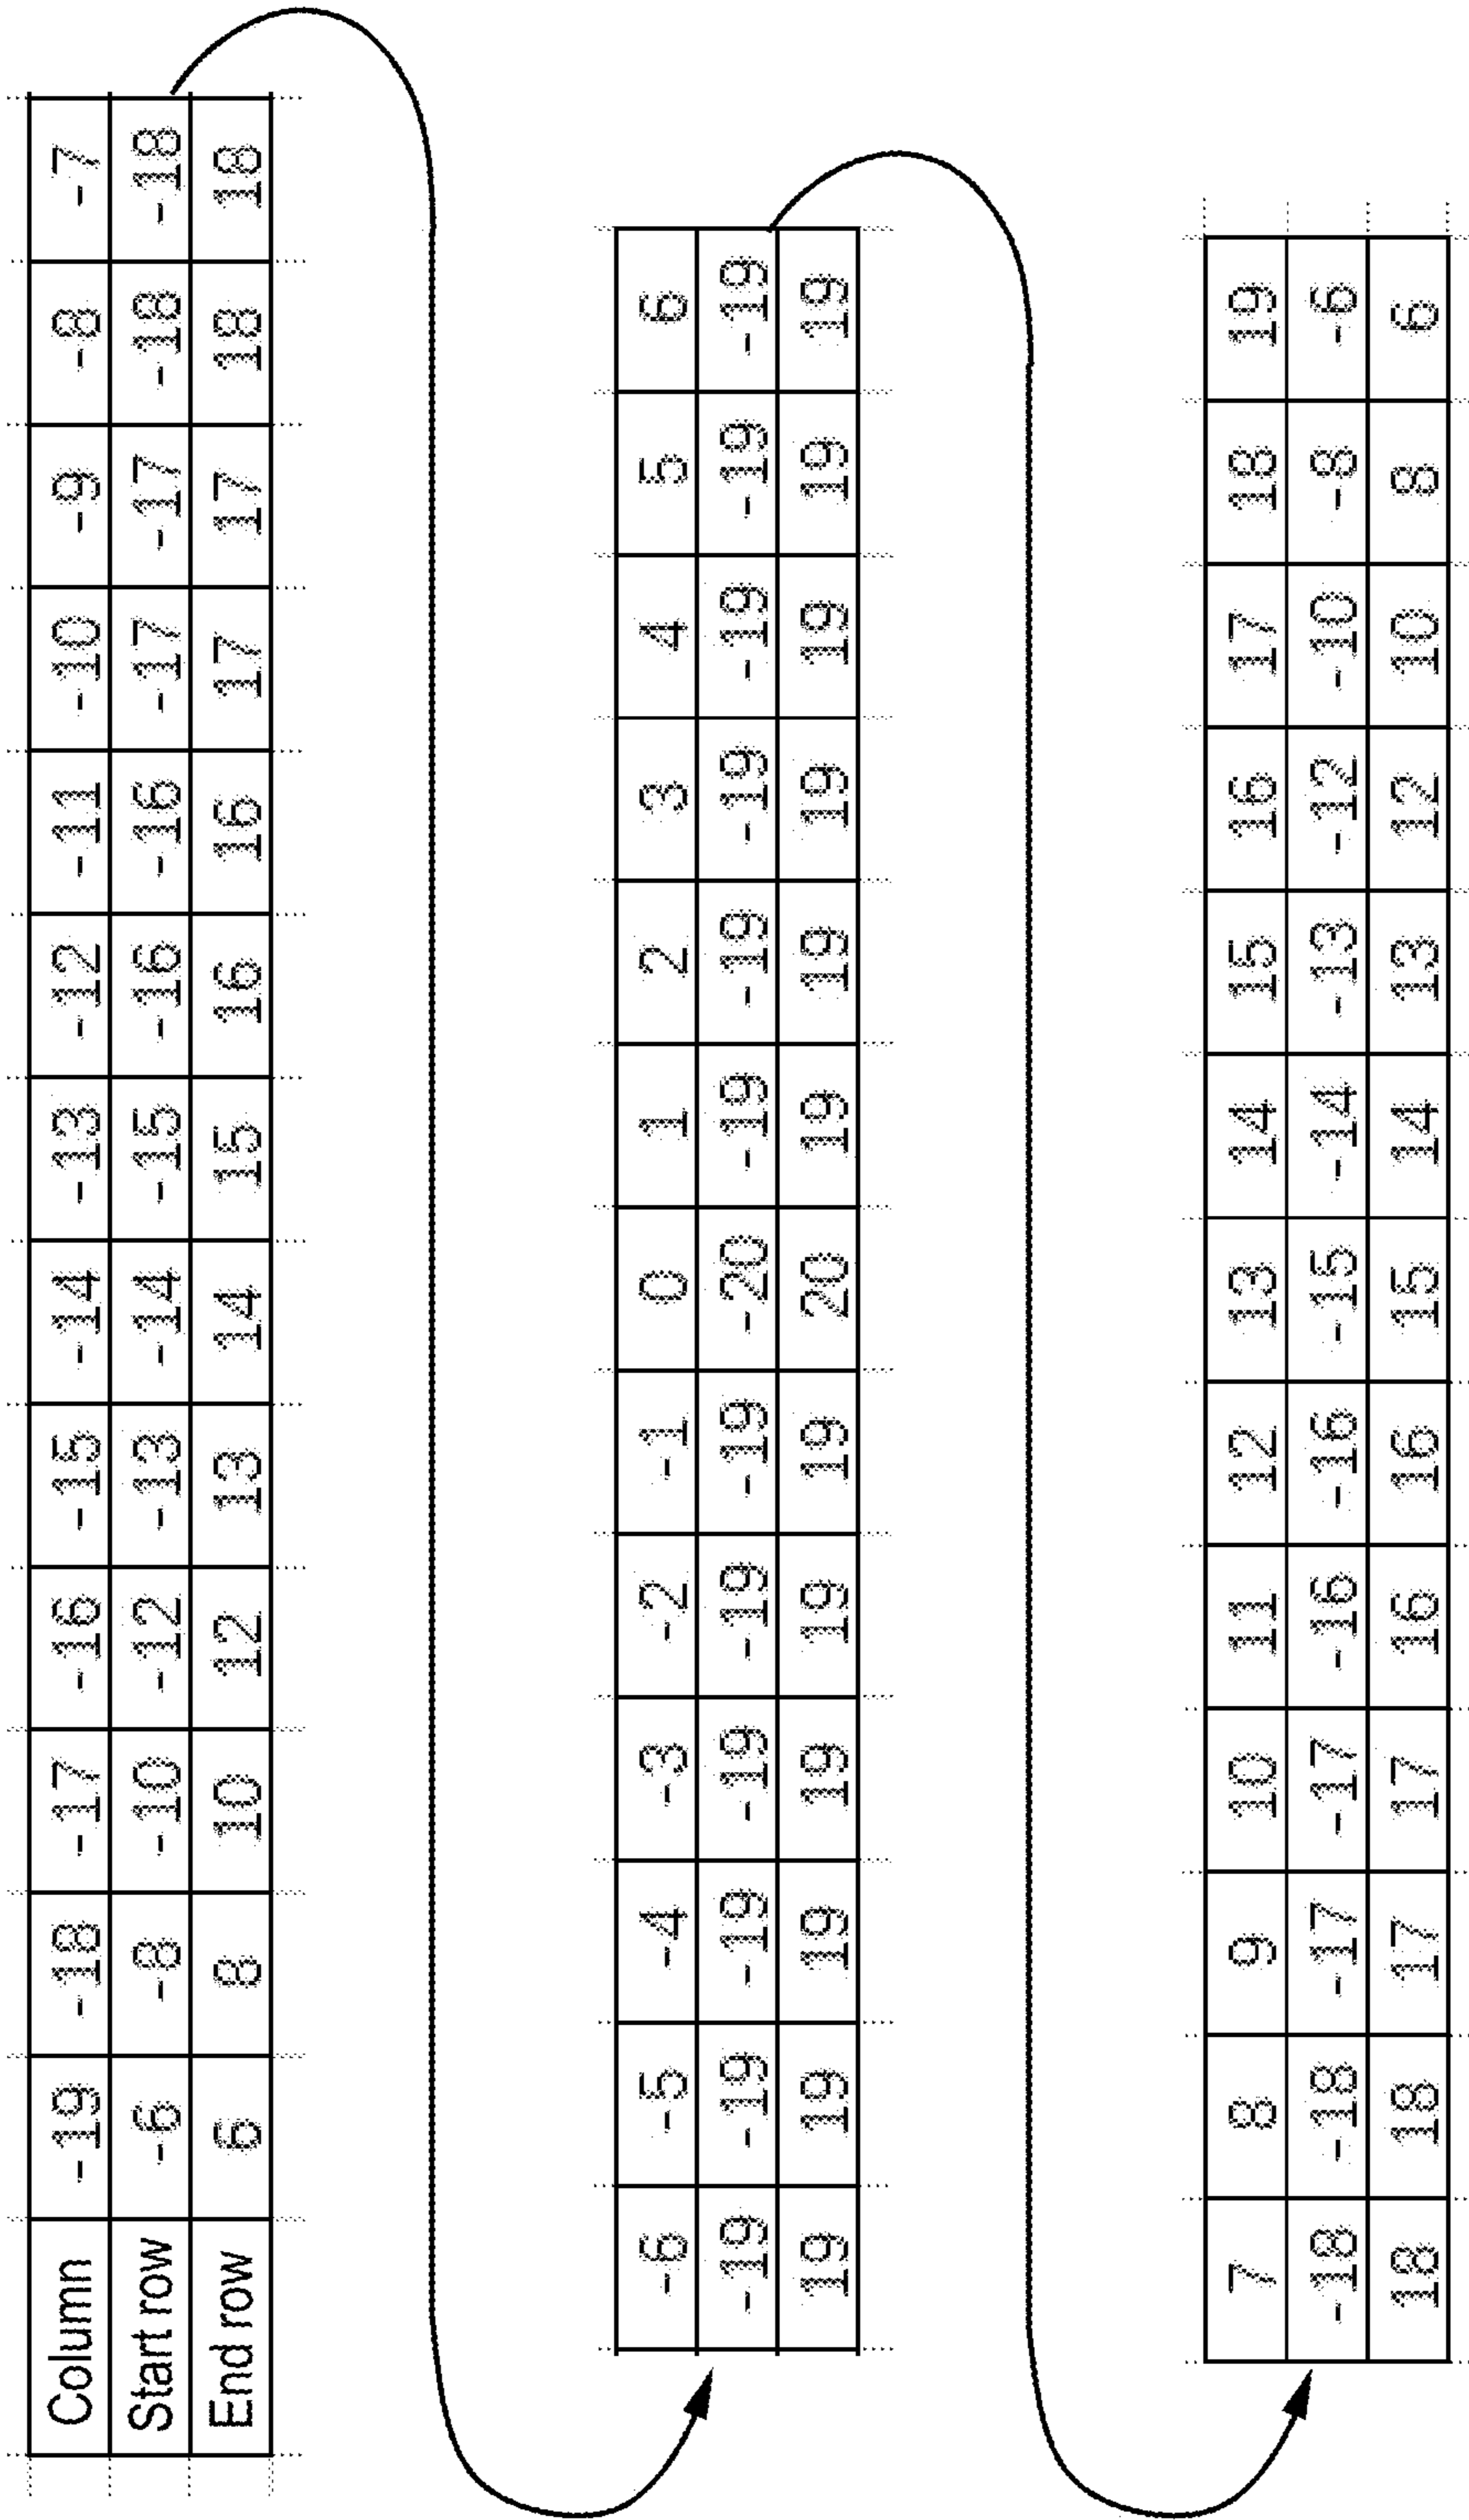 Column -19 -18 -17 -16 -15 -14 -13 -12 -11 -10 -9 -8 -7
Start row -6 -8 -10 -12 -13 -14 -15 -16 -16 -17 -17 -18 -18
End row 6 8 10 12 13 14 15 16 16 17 17 18 18
-6 -5 -4 -3 -2 -1 0 1 2 3 4 5 6
-19 -19 -19 -19 -19 -19 -20 -19 -19 -19 -19 -19 -19
19 19 19 19 19 19 20 19 19 19 19 19 19
7 8 9 10 11 12 13 14 15 16 17 18 19
-18 -18 -17 -17 -16 -16 -15 -14 -13 -12 -10 -8 -6
18 18 17 17 16 16 15 14 13 12 10 8 6